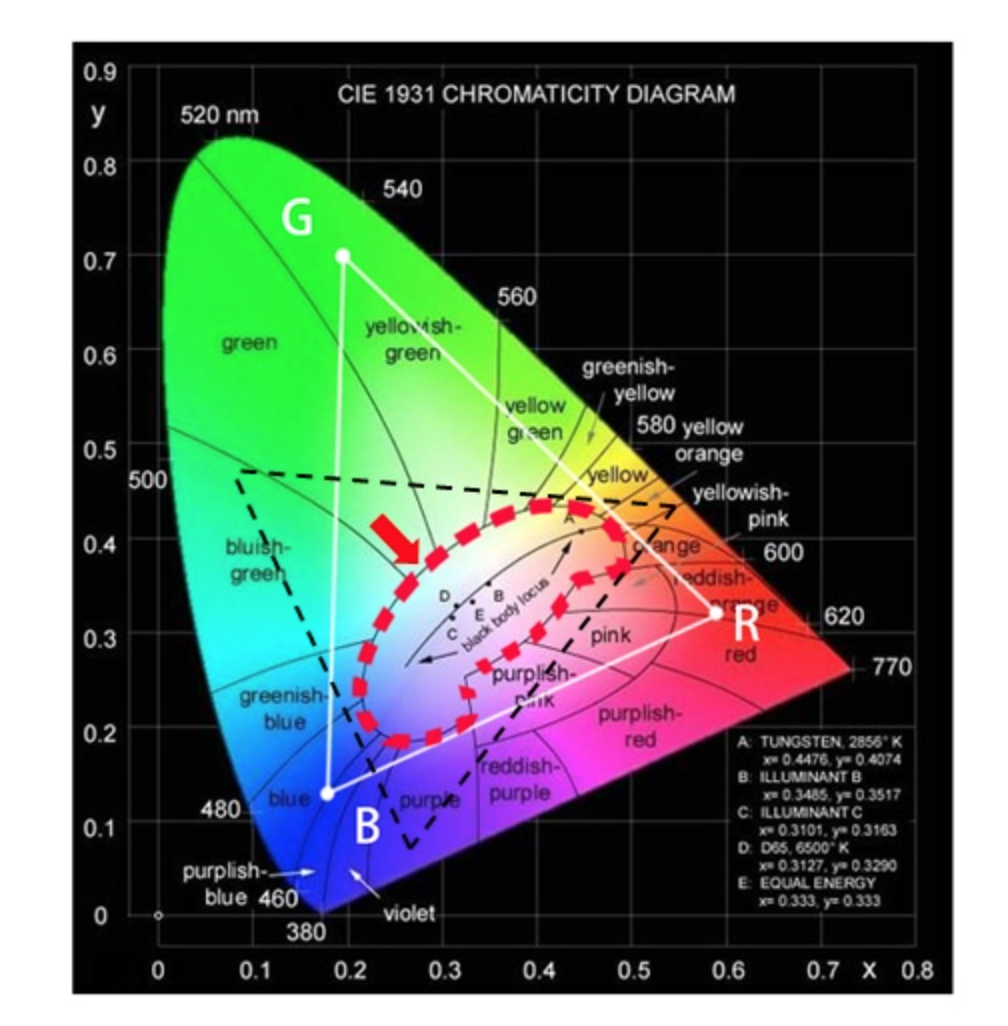 CIE 1931 CHROMATICITY DIAGRAM
0.9
y
520 nm
0.8
540
G
0.7
560
green
yellowish-
green
0.6
greenish-
yellow
yellow
green
580
yellow
orange
0.5
500
yellow
yellowish-
pink
A
0.4
bluish-
green
orange
600
reddish-
orange
D
B
E
C
black body locus
0.3
R
620
pink
red
770
purplish-
pink
greenish-
blue
0.2
purplish-
red
A: TUNGSTEN, 2856° K
x= 0.4476, y= 0.4074
B: ILLUMINANT B
x= 0.3485, y= 0.3517
C: ILLUMINANT C
x= 0.3101, y= 0.3163
D: D65, 6500° K
x= 0.3127, y= 0.3290
E: EQUAL ENERGY
x= 0.333, y= 0.333
reddish-
purple
480
blue
purple
0.1
B
purplish-
blue
460
violet
0
380
0 0.1 0.2 0.3 0.4 0.5 0.6 0.7 X 0.8